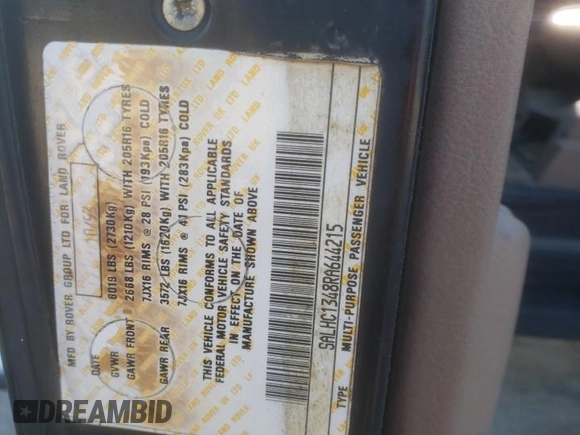 MFD BY ROVER GROUP LTD FOR LAND ROVER
DATE
GVWR 6019 LBS (2730Kg)
GAWR FRONT 2668 LBS (1210Kg) WITH 205R16 TYRES
7JX16 RIMS @ 28 PSI (193Kpa) COLD
GAWR REAR 3572 LBS (1620Kg) WITH 205R16 TYRES
7JX16 RIMS @ 41 PSI (283Kpa) COLD
THIS VEHICLE CONFORMS TO ALL APPLICABLE
FEDERAL MOTOR VEHICLE SAFETY STANDARDS
IN EFFECT ON THE DATE OF
MANUFACTURE SHOWN ABOVE
SALHC1348PA644215
TYPE MULTI-PURPOSE PASSENGER VEHICLE
DREAMBID